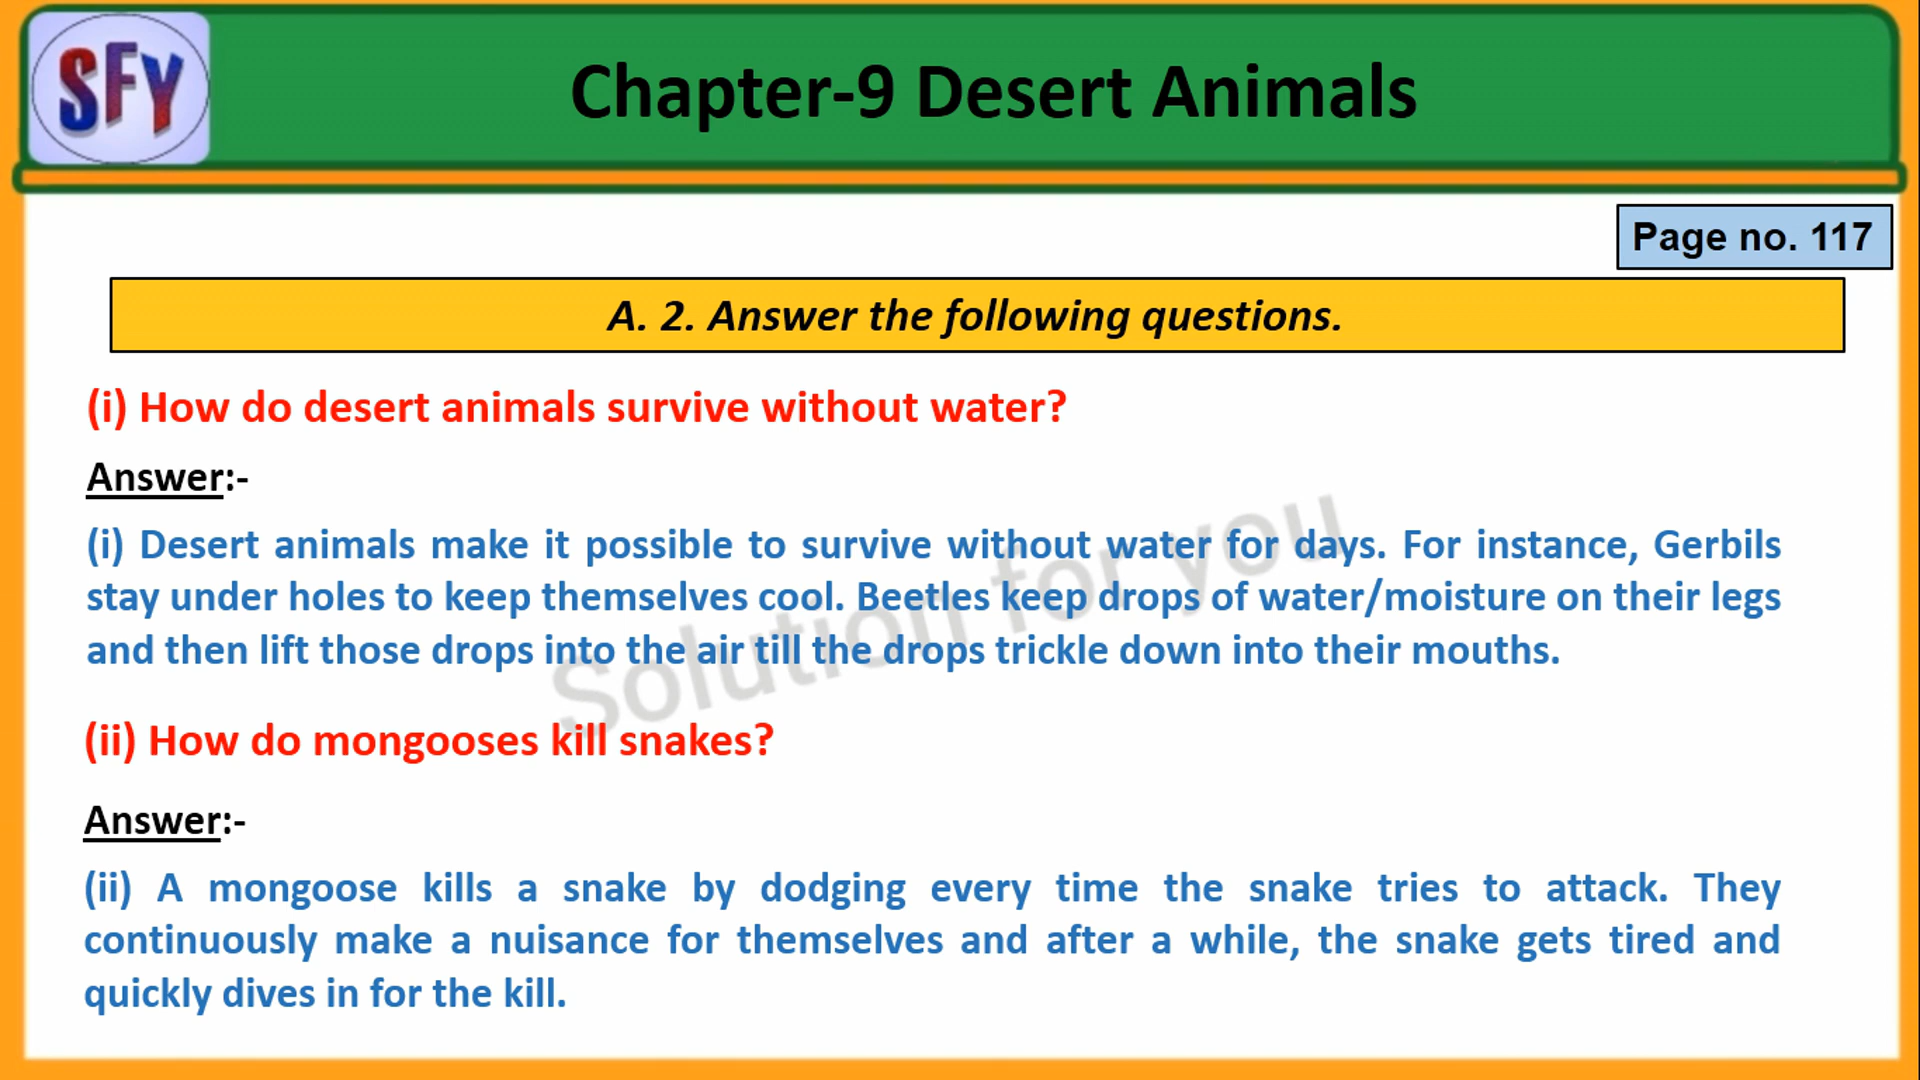 SFY
Chapter-9 Desert Animals
Page no. 117
A. 2. Answer the following questions.
(i) How do desert animals survive without water?
Answer:-
(i) Desert animals make it possible to survive without water for days. For instance, Gerbils
stay under holes to keep themselves cool. Beetles keep drops of water/moisture on their legs
and then lift those drops into the air till the drops trickle down into their mouths.
Solution for you
(ii) How do mongooses kill snakes?
Answer:-
(ii) A mongoose kills a snake by dodging every time the snake tries to attack. They
continuously make a nuisance for themselves and after a while, the snake gets tired and
quickly dives in for the kill.